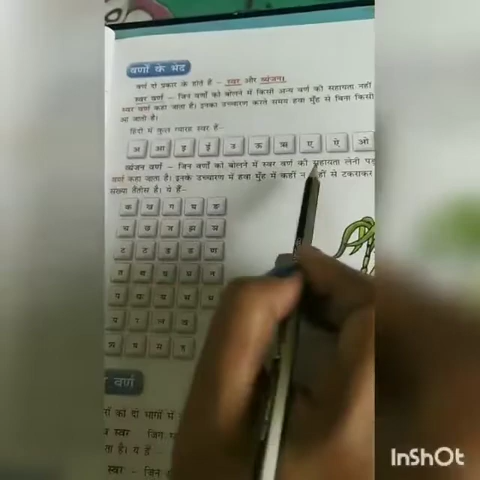 वर्णों के भेद
वर्ण दो प्रकार के होते हैं – स्वर और व्यंजन।
स्वर वर्ण – जिन वर्णों को बोलने में किसी अन्य वर्ण की सहायता नहीं
स्वर वर्ण कहा जाता है। इनका उच्चारण करते समय हवा मुँह से बिना किसी
आ जाती है।
हिंदी में कुल ग्यारह स्वर हैं–
अ आ इ ई उ ऊ ऋ ए ऐ ओ
व्यंजन वर्ण – जिन वर्णों को बोलने में स्वर वर्ण की सहायता लेनी
वर्ण कहा जाता है। इनके उच्चारण में हवा मुँह में कहीं न से टकराकर
संख्या तैंतीस है। ये हैं–
क ख ग घ ङ
च छ ज झ ञ
ट ठ ड ढ ण
त थ द ध न
प फ ब भ म
य र ल व
श ष स ह
वर्ण
को दो भागों में
स्वर जिन
ता है। ये हैं –
स्वर – जिन
InShOt